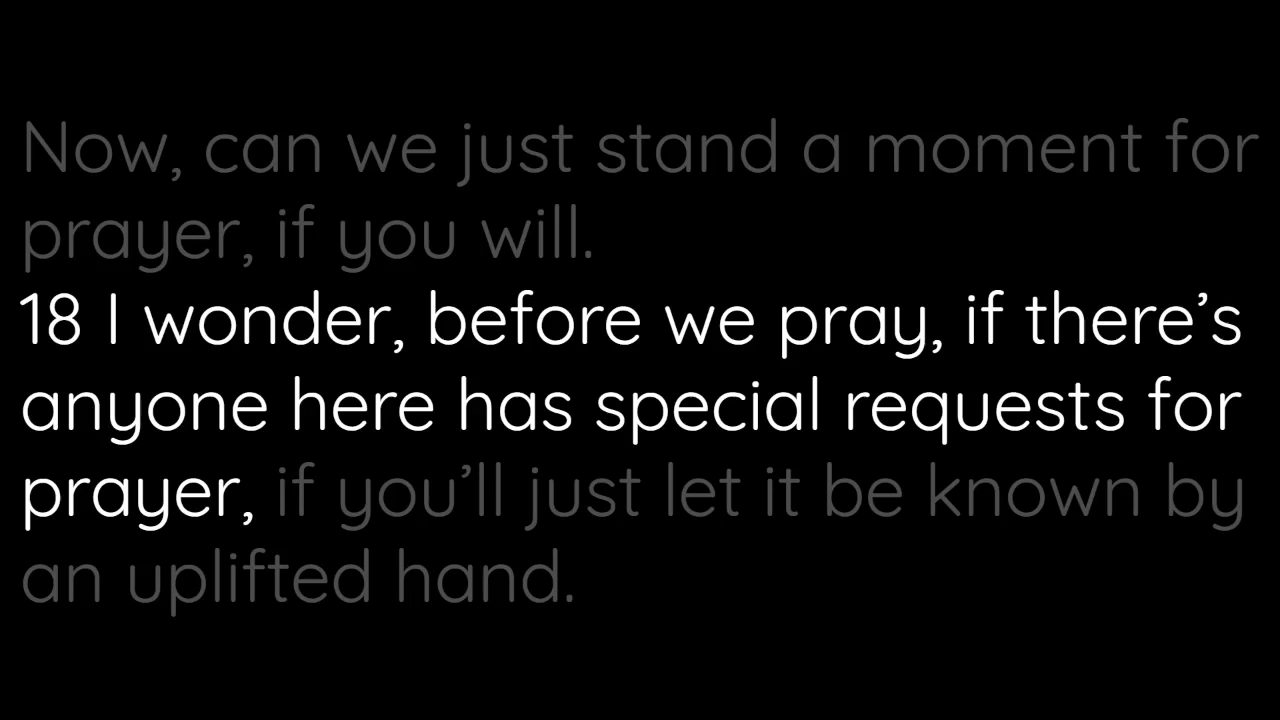 Now, can we just stand a moment for
prayer, if you will.
18 I wonder, before we pray, if there’s
anyone here has special requests for
prayer, if you’ll just let it be known by
an uplifted hand.